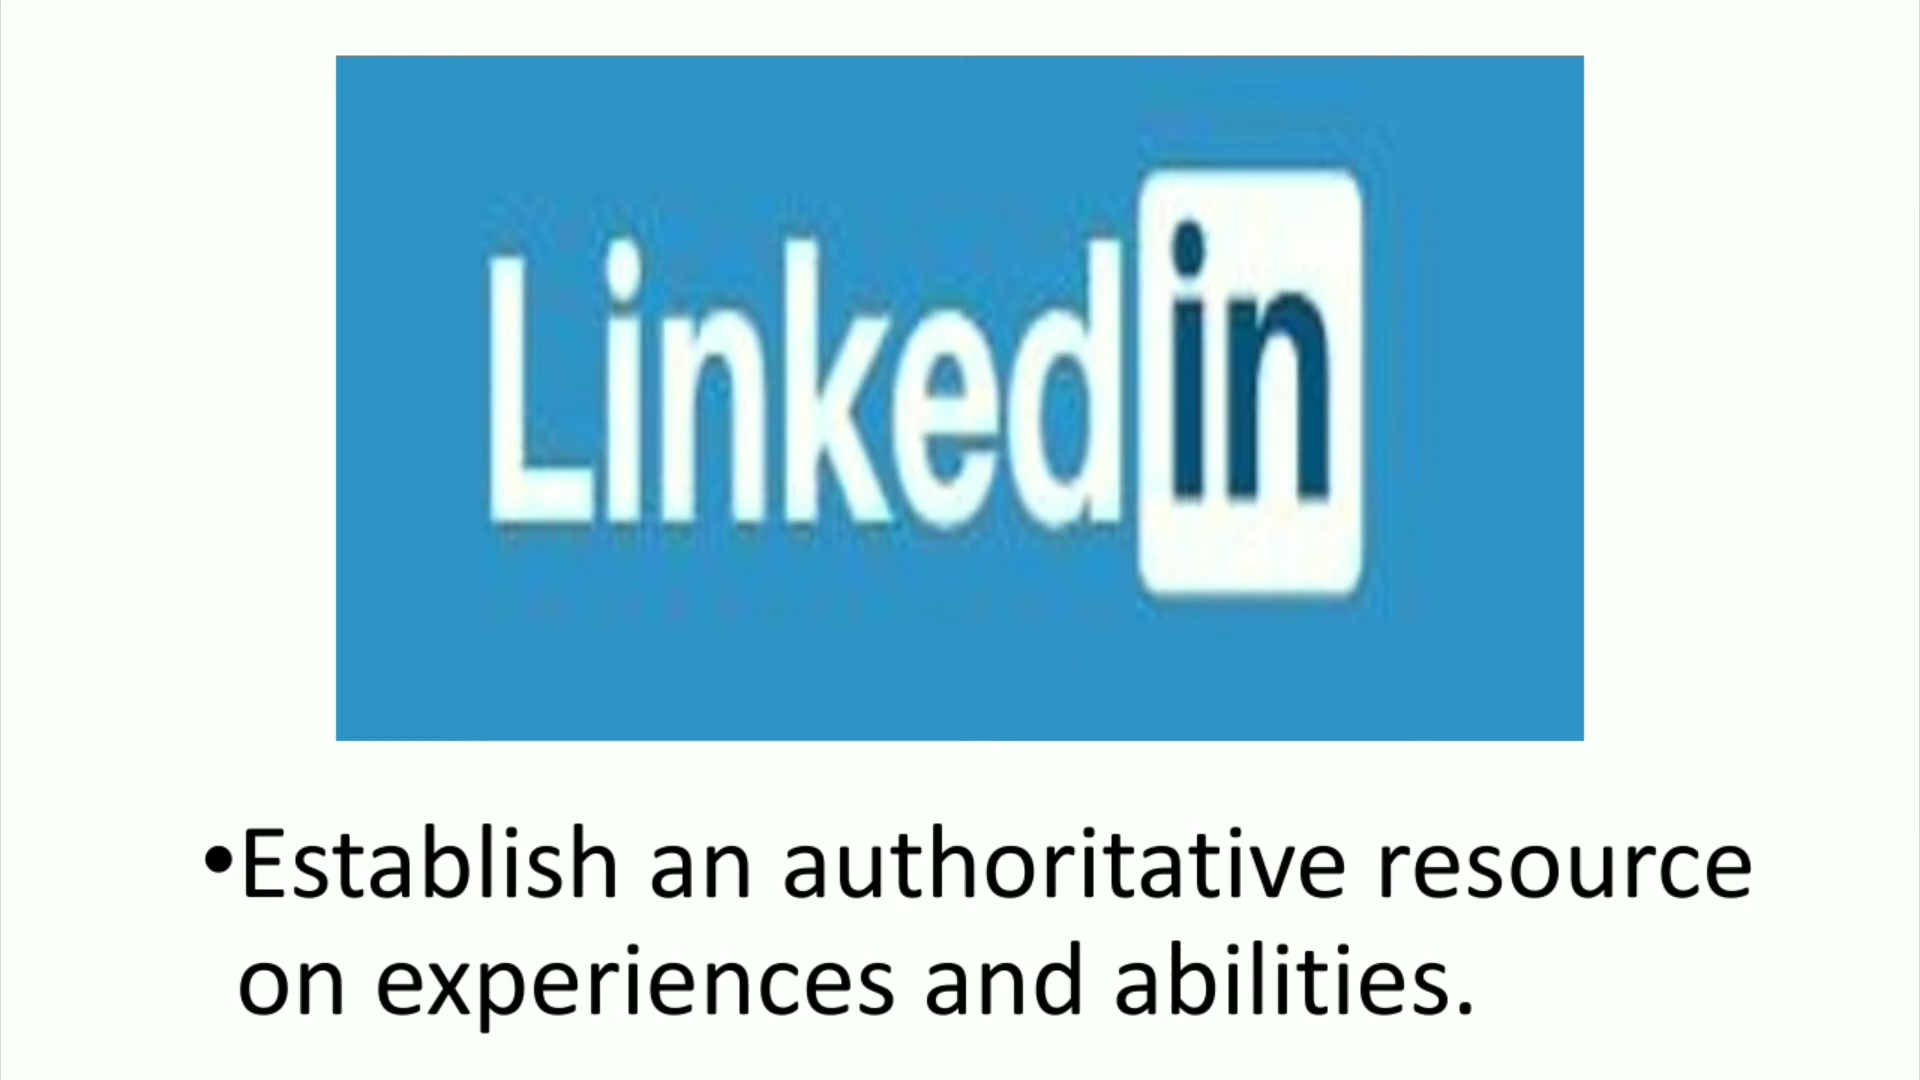 Linkedin
•Establish an authoritative resource
on experiences and abilities.